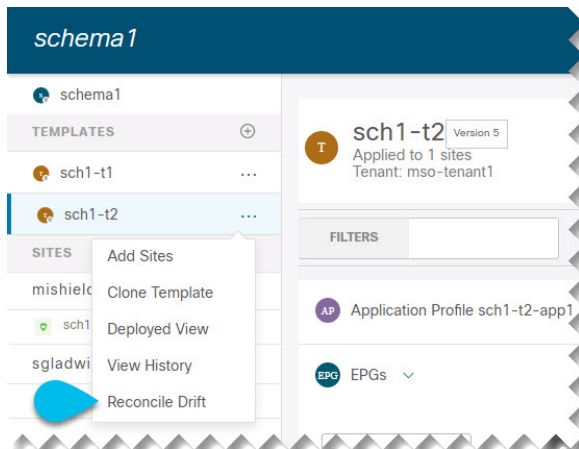 schema1
schema1
TEMPLATES
sch1-t1
sch1-t2
SITES
mishield
sch1
sgladwi
Add Sites
Clone Template
Deployed View
View History
Reconcile Drift
T
sch1-t2 Version 5
Applied to 1 sites
Tenant: mso-tenant1
FILTERS
AP Application Profile sch1-t2-app1
EPG EPGs